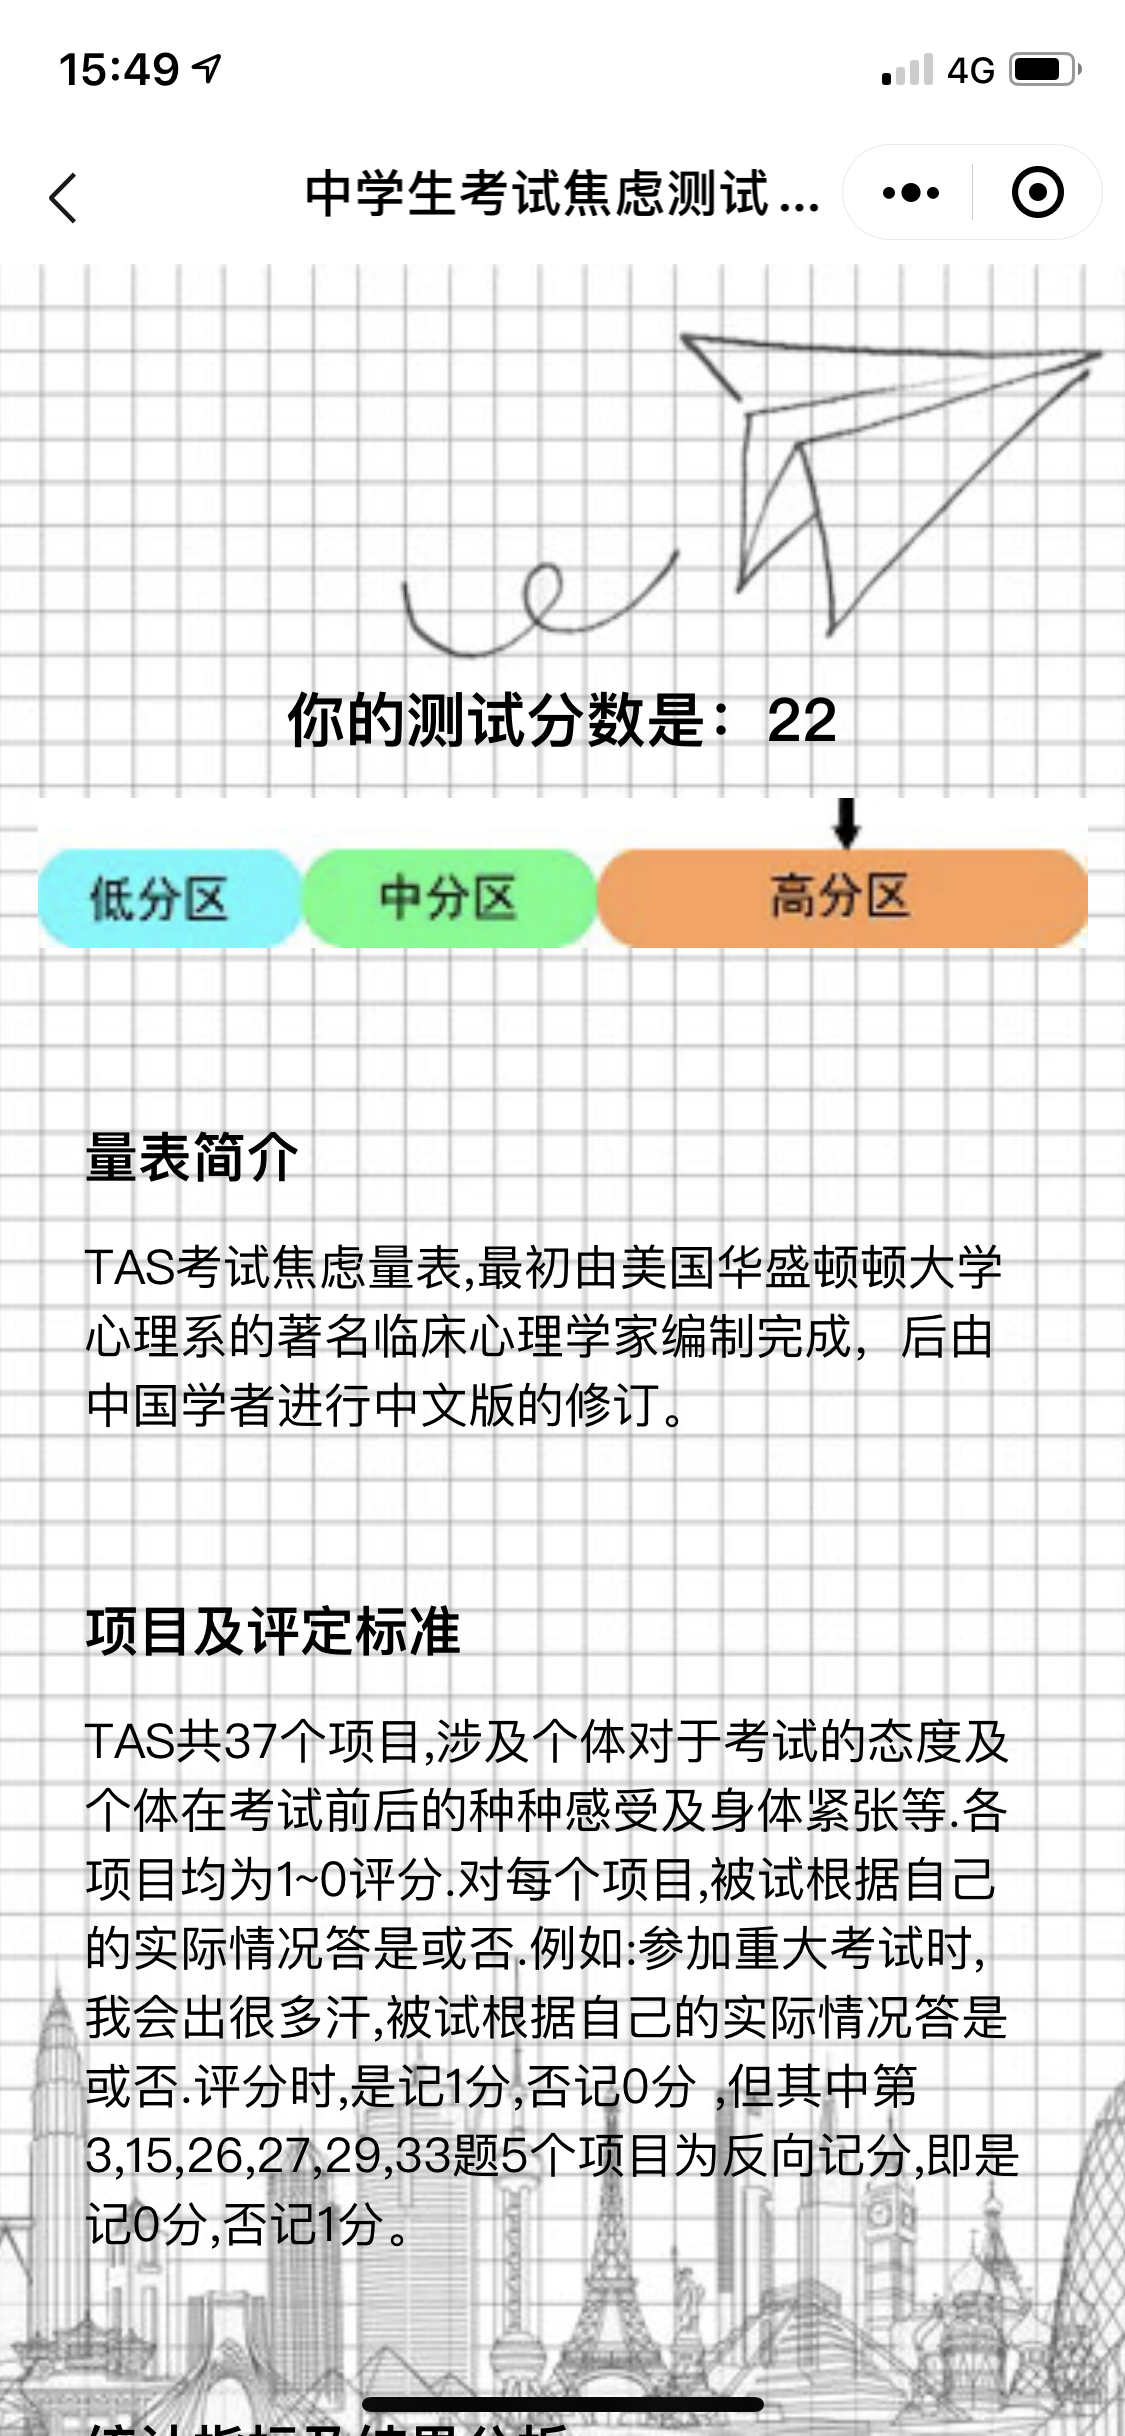 15:49
4G
中学生考试焦虑测试...
你的测试分数是：22
低分区
中分区
高分区
量表简介
TAS考试焦虑量表,最初由美国华盛顿顿大学
心理系的著名临床心理学家编制完成，后由
中国学者进行中文版的修订。
项目及评定标准
TAS共37个项目,涉及个体对于考试的态度及
个体在考试前后的种种感受及身体紧张等.各
项目均为1~0评分.对每个项目,被试根据自己
的实际情况答是或否.例如:参加重大考试时,
我会出很多汗,被试根据自己的实际情况答是
或否.评分时,是记1分,否记0分 ,但其中第
3,15,26,27,29,33题5个项目为反向记分,即是
记0分,否记1分。
统计指标及结果分析